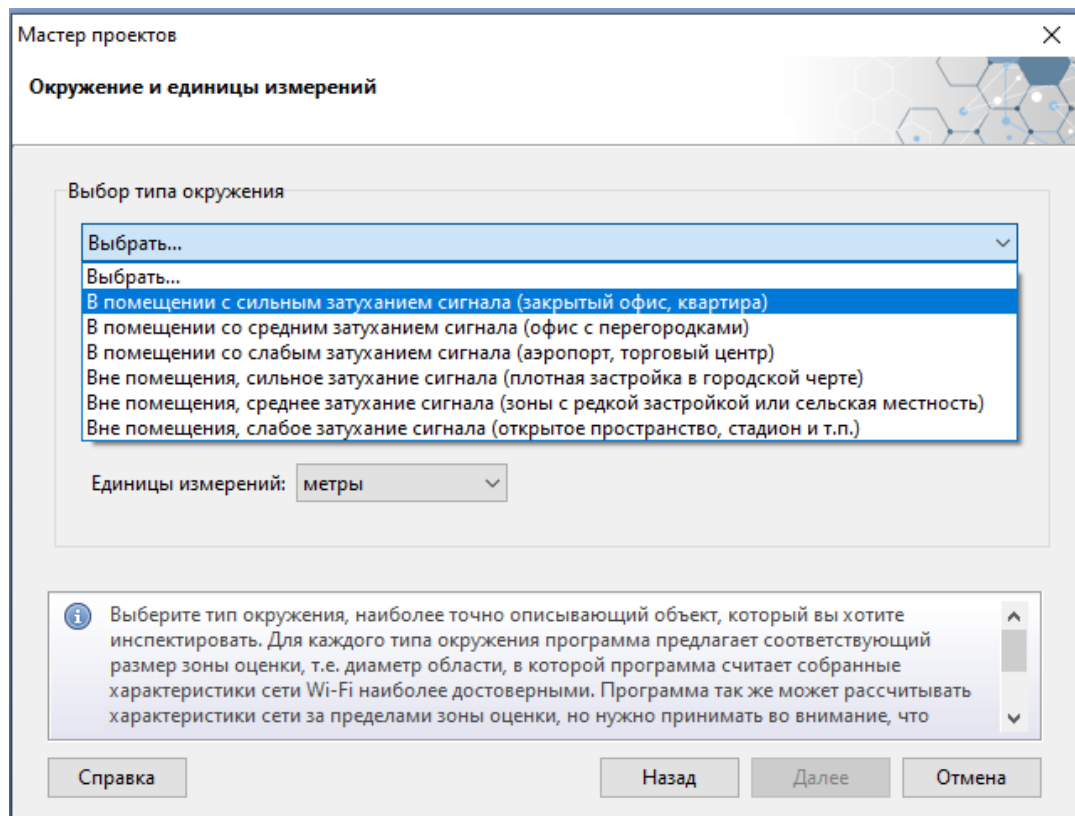 Мастер проектов
Окружение и единицы измерений
Выбор типа окружения
Выбрать...
Выбрать...
В помещении с сильным затуханием сигнала (закрытый офис, квартира)
В помещении со средним затуханием сигнала (офис с перегородками)
В помещении со слабым затуханием сигнала (аэропорт, торговый центр)
Вне помещения, сильное затухание сигнала (плотная застройка в городской черте)
Вне помещения, среднее затухание сигнала (зоны с редкой застройкой или сельская местность)
Вне помещения, слабое затухание сигнала (открытое пространство, стадион и т.п.)
Единицы измерений: метры
Выберите тип окружения, наиболее точно описывающий объект, который вы хотите
инспектировать. Для каждого типа окружения программа предлагает соответствующий
размер зоны оценки, т.е. диаметр области, в которой программа считает собранные
характеристики сети Wi-Fi наиболее достоверными. Программа так же может рассчитывать
характеристики сети за пределами зоны оценки, но нужно принимать во внимание, что
Справка Назад Далее Отмена